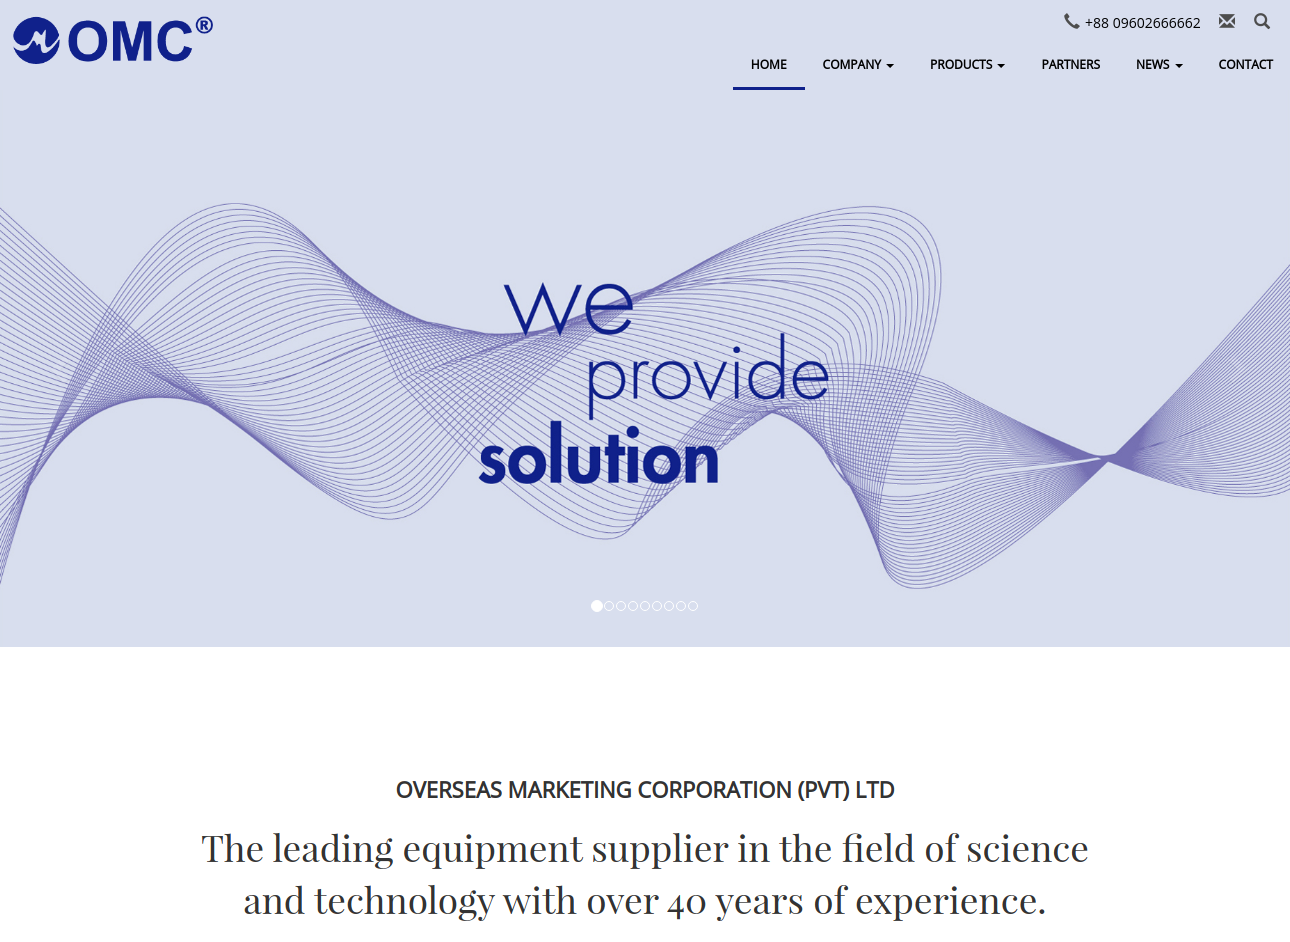 OMC®
+88 09602666662
HOME COMPANY PRODUCTS PARTNERS NEWS CONTACT
we
provide
solution
OVERSEAS MARKETING CORPORATION (PVT) LTD
The leading equipment supplier in the field of science
and technology with over 40 years of experience.